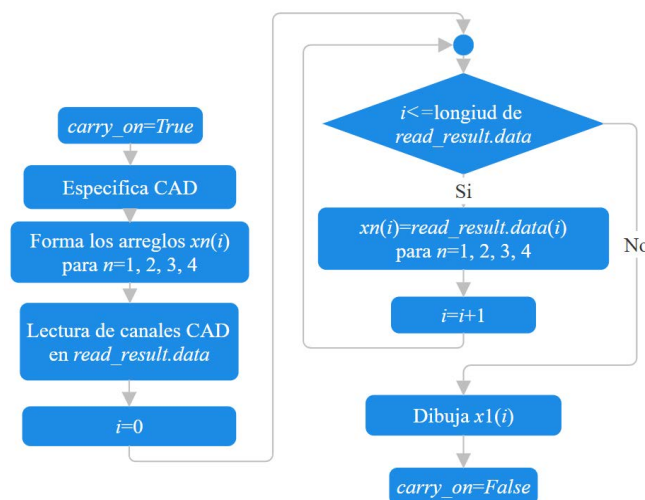 carry_on=True
Especifica CAD
Forma los arreglos xn(i)
para n=1, 2, 3, 4
Lectura de canales CAD
en read_result.data
i=0
i<=longiud de
read_result.data
Si
No
xn(i)=read_result.data(i)
para n=1, 2, 3, 4
i=i+1
Dibuja x1(i)
carry_on=False